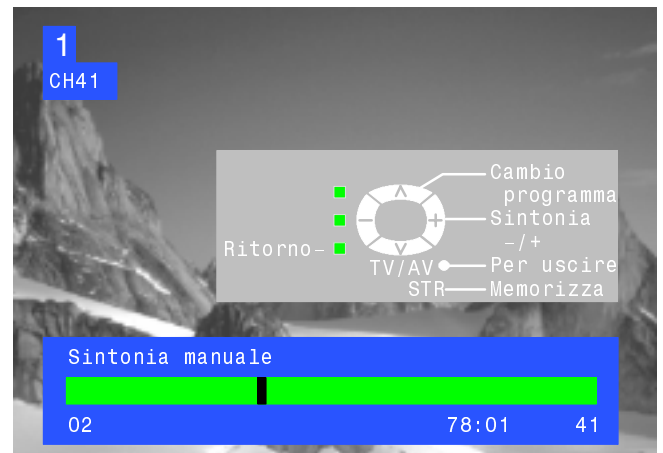 1
CH41
Cambio
programma
Sintonia
-/+
Ritorno-
TV/AV Per uscire
STR Memorizza
Sintonia manuale
02 78:01 41